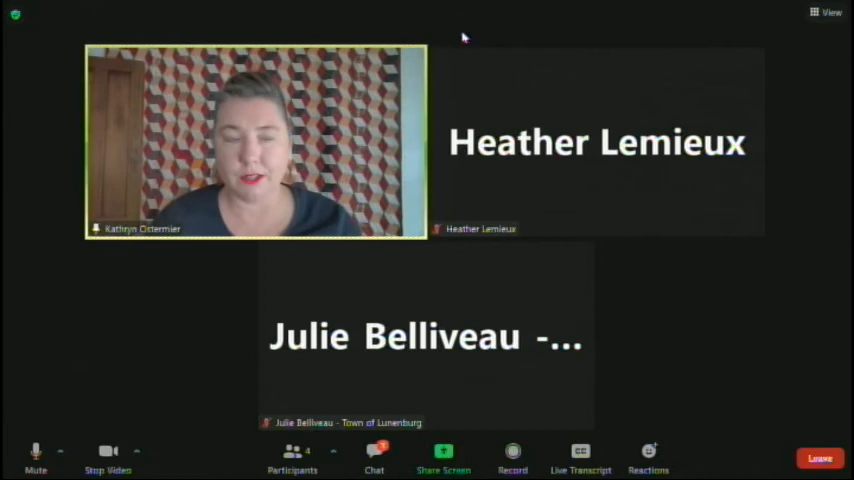 View
Heather Lemieux
Kathryn Ostermier
Heather Lemieux
Julie Belliveau -...
Julie Belliveau - Town of Lunenburg
4
Mute
Stop Video
Participants
Chat
Share Screen
Record
CC
Live Transcript
Reactions
Leave